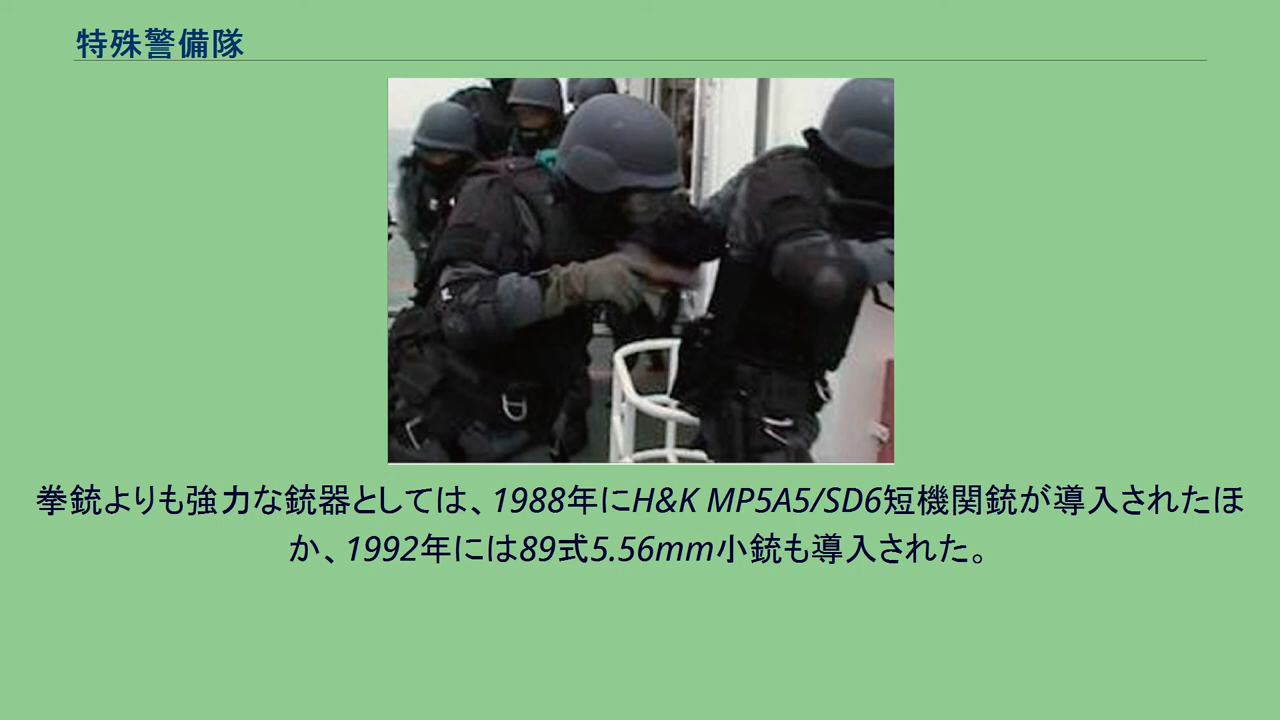 特殊警備隊
拳銃よりも強力な銃器としては、1988年にH&K MP5A5/SD6短機関銃が導入されたほ
か、1992年には89式5.56mm小銃も導入された。